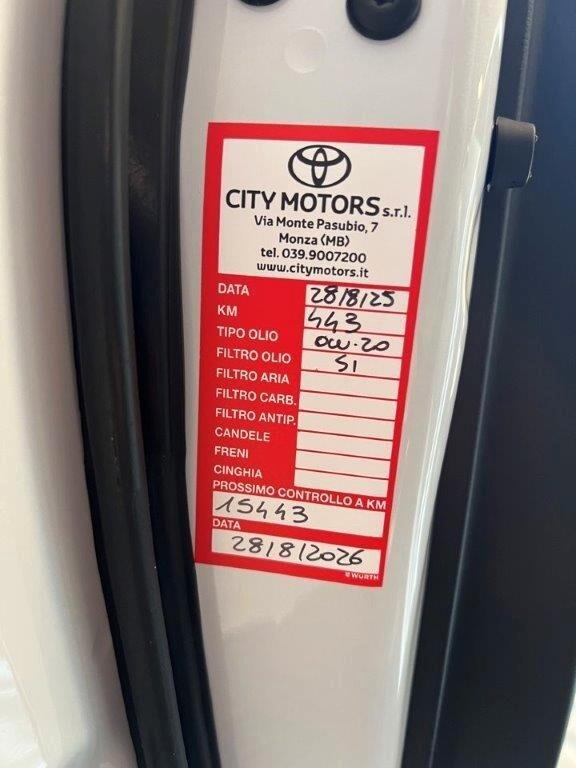 CITY MOTORS s.r.l.
Via Monte Pasubio, 7
Monza (MB)
tel. 039.9007200
www.citymotors.it
DATA 28/8/25
KM 443
TIPO OLIO 0W-20
FILTRO OLIO SI
FILTRO ARIA
FILTRO CARB.
FILTRO ANTIP.
CANDELE
FRENI
CINGHIA
PROSSIMO CONTROLLO A KM
15443
DATA
28/8/2026
WÜRTH